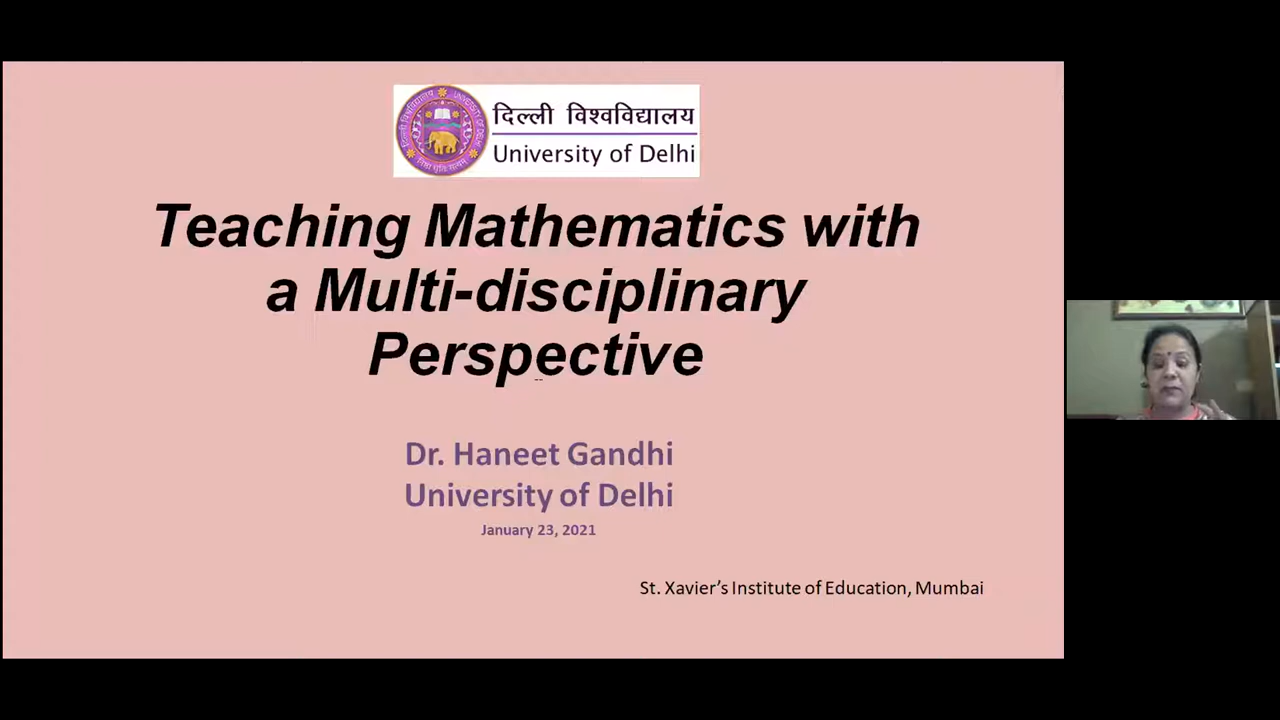 दिल्ली विश्वविद्यालय
University of Delhi
Teaching Mathematics with
a Multi-disciplinary
Perspective
Dr. Haneet Gandhi
University of Delhi
January 23, 2021
St. Xavier's Institute of Education, Mumbai